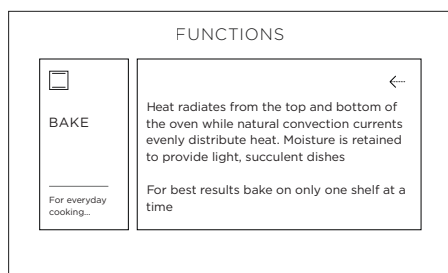 FUNCTIONS
BAKE
For everyday
cooking...
Heat radiates from the top and bottom of
the oven while natural convection currents
evenly distribute heat. Moisture is retained
to provide light, succulent dishes
For best results bake on only one shelf at a
time